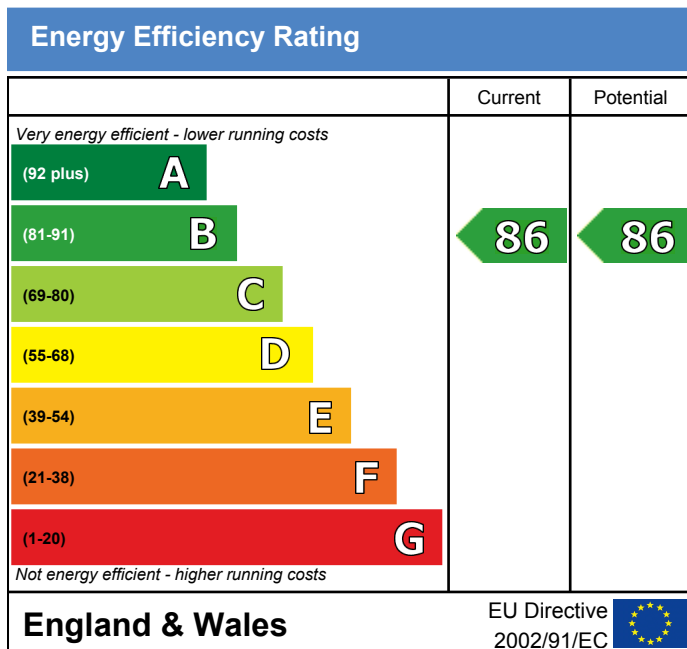 Energy Efficiency Rating
Current Potential
Very energy efficient - lower running costs
(92 plus) A
(81-91) B 86 86
(69-80) C
(55-68) D
(39-54) E
(21-38) F
(1-20) G
Not energy efficient - higher running costs
England & Wales EU Directive
2002/91/EC